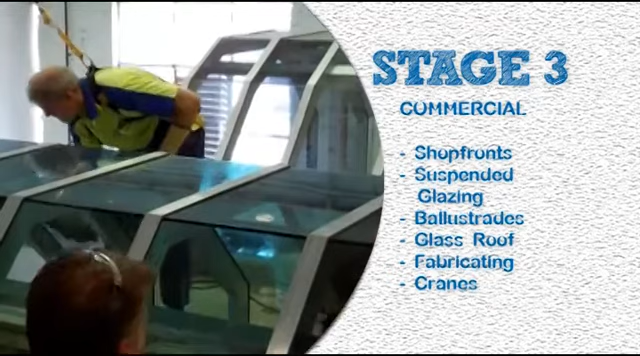 STAGE 3
COMMERCIAL
- Shopfronts
- Suspended
Glazing
- Ballustrades
- Glass Roof
- Fabricating
- Cranes